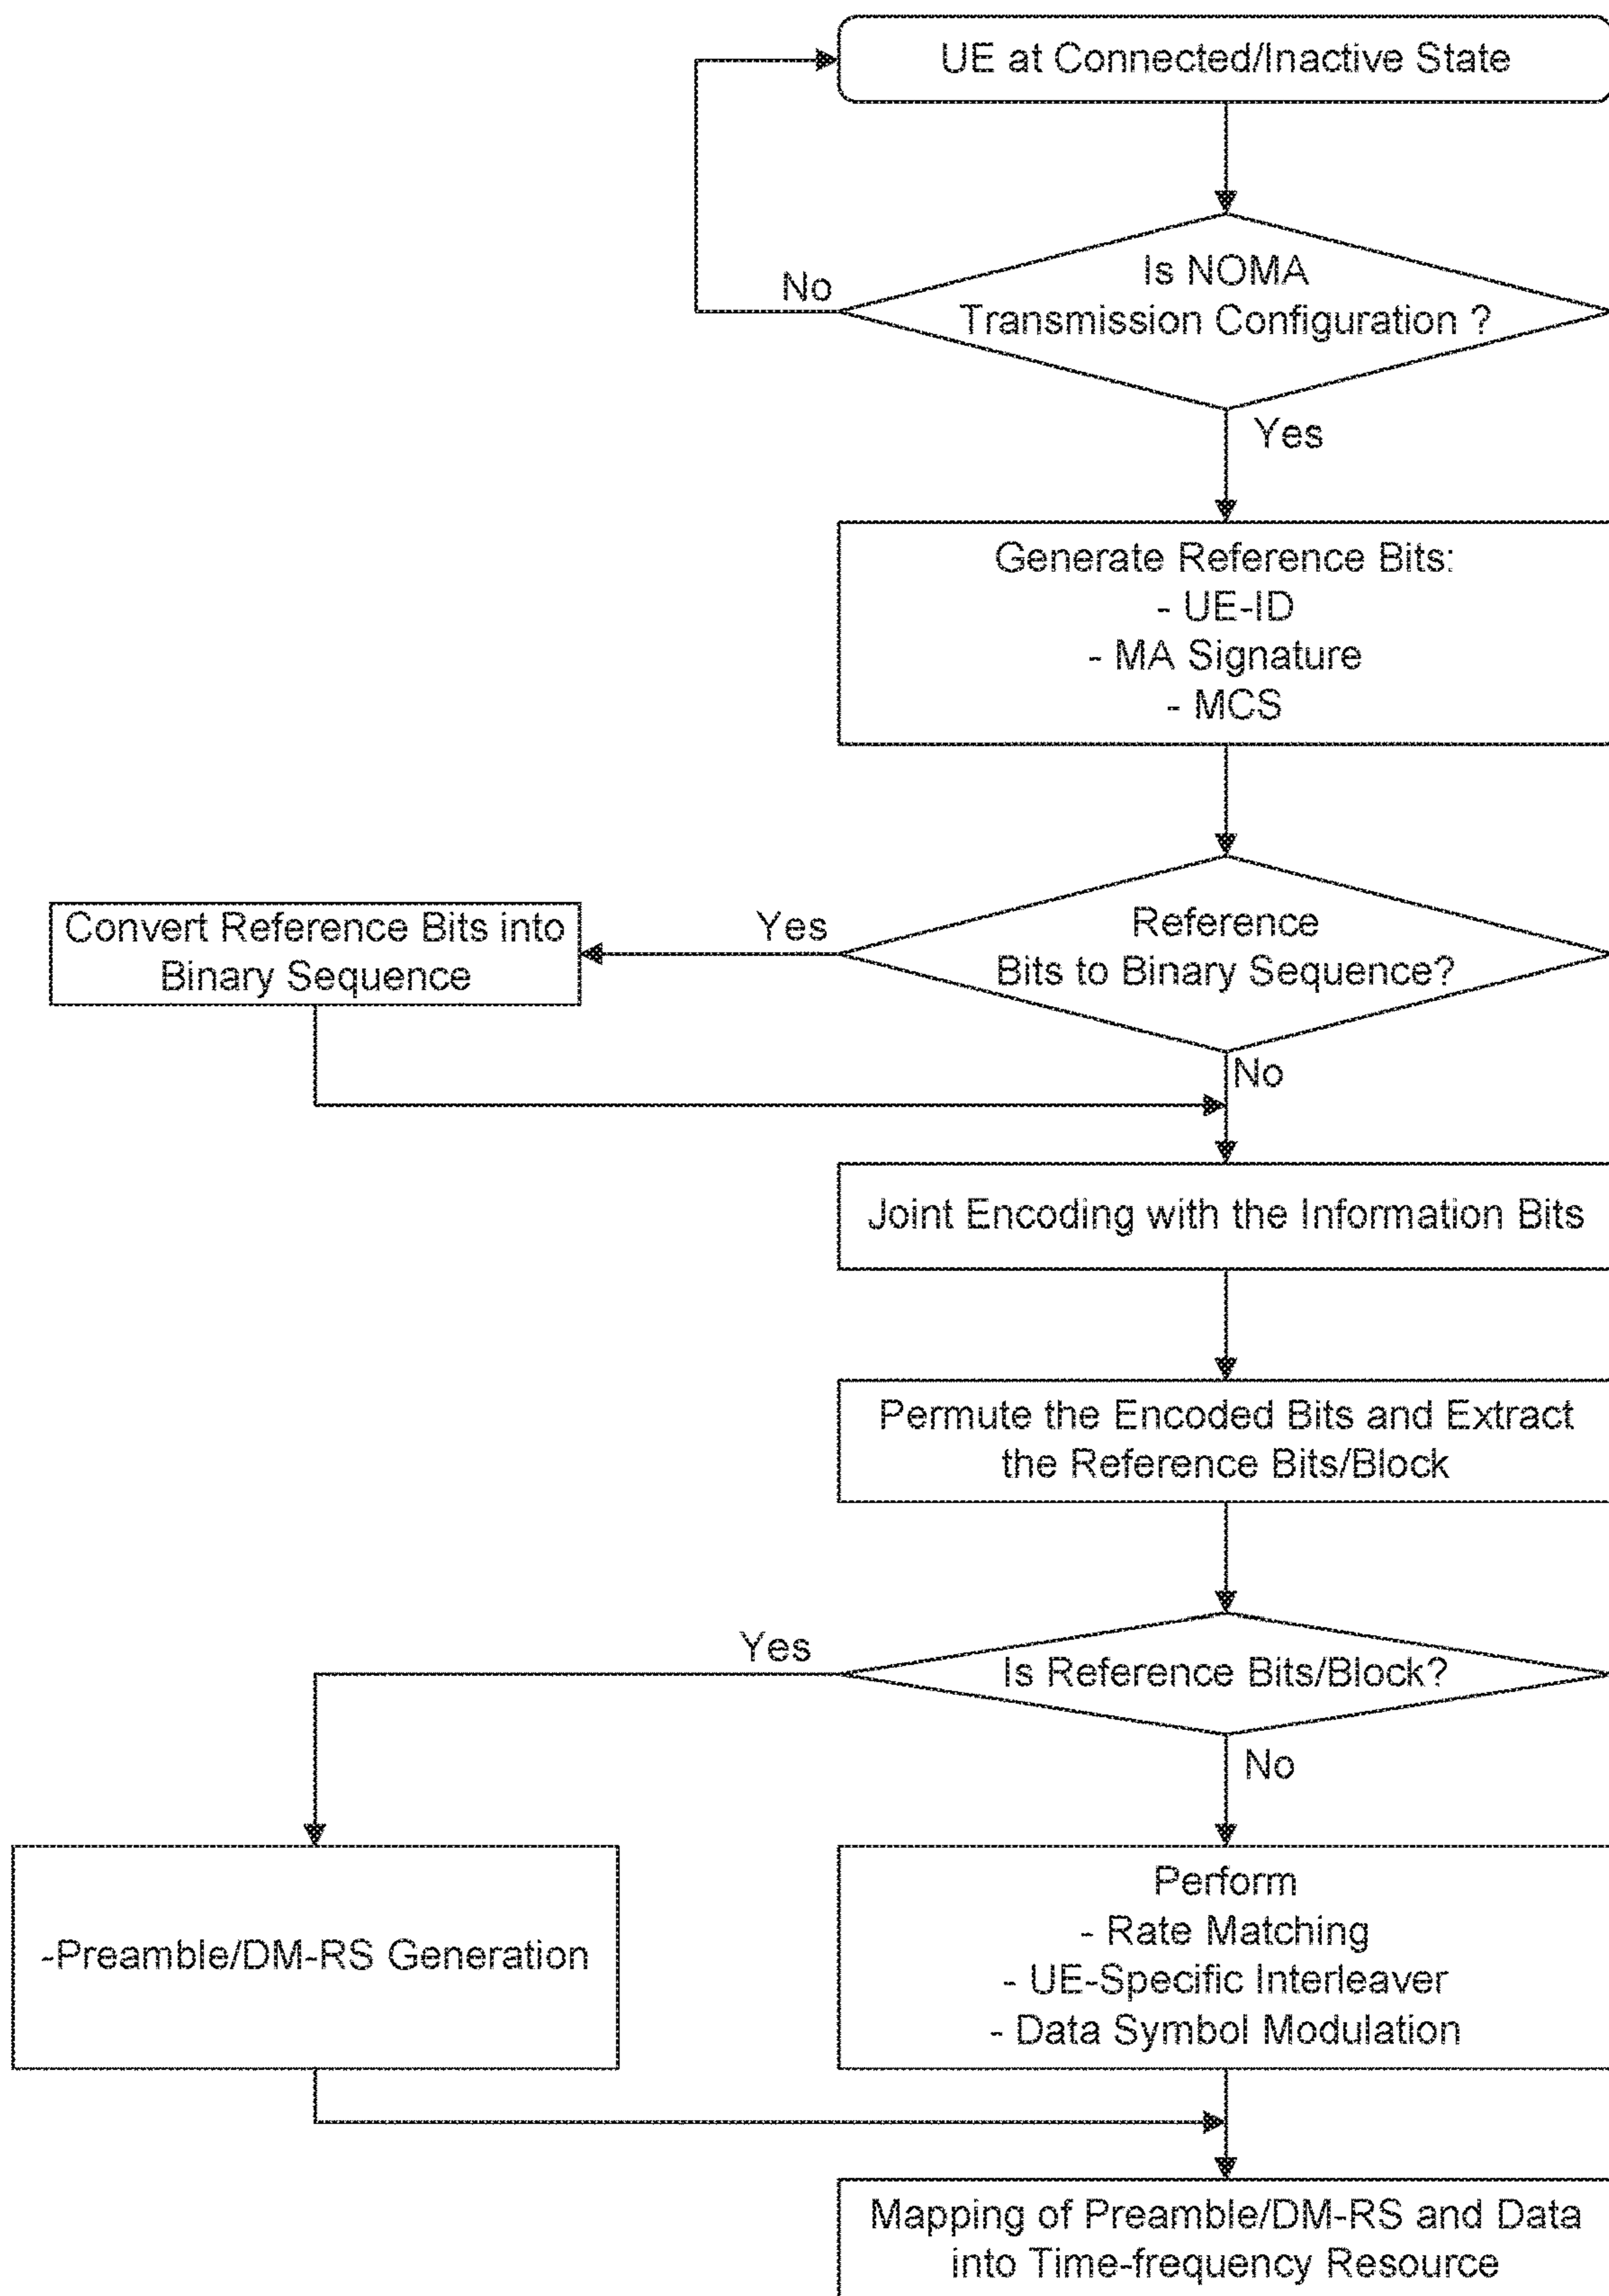 UE at Connected/Inactive State
Is NOMA
Transmission Configuration ?
No
Yes
Generate Reference Bits:
- UE-ID
- MA Signature
- MCS
Reference
Bits to Binary Sequence?
Yes
Convert Reference Bits into
Binary Sequence
No
Joint Encoding with the Information Bits
Permute the Encoded Bits and Extract
the Reference Bits/Block
Is Reference Bits/Block?
Yes
No
-Preamble/DM-RS Generation
Perform
- Rate Matching
- UE-Specific Interleaver
- Data Symbol Modulation
Mapping of Preamble/DM-RS and Data
into Time-frequency Resource